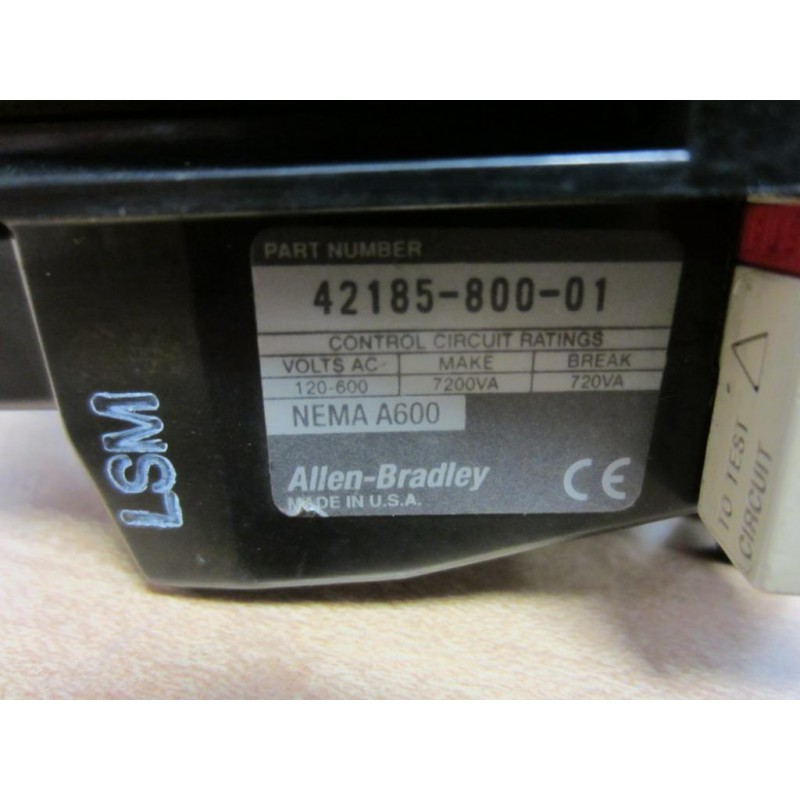 PART NUMBER
42185-800-01
CONTROL CIRCUIT RATINGS
VOLTS AC MAKE BREAK
120-600 7200VA 720VA
NEMA A600
Allen-Bradley
MADE IN U.S.A.
CE
LSM
TO TEST
CIRCUIT